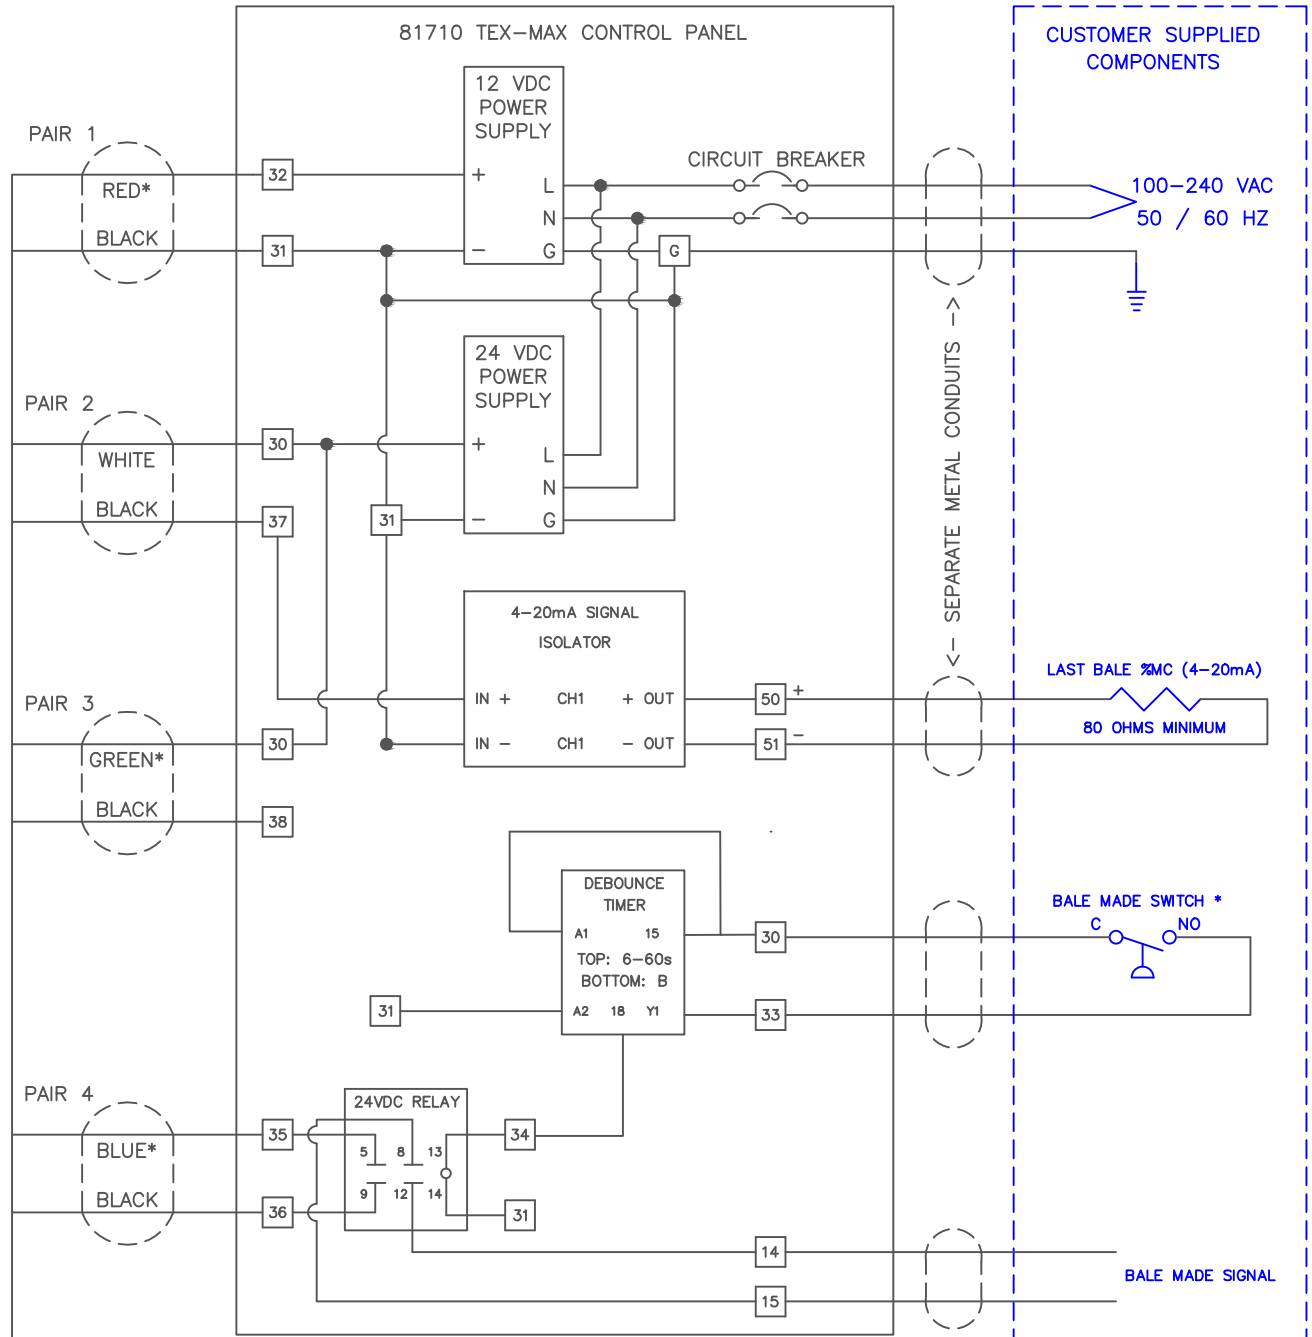 81710 TEX-MAX CONTROL PANEL
CUSTOMER SUPPLIED
COMPONENTS
12 VDC
POWER
SUPPLY
PAIR 1
CIRCUIT BREAKER
32
+
L
RED*
100-240 VAC
N
50 / 60 HZ
BLACK
31
-
G
G
24 VDC
POWER
SUPPLY
PAIR 2
30
+
L
WHITE
N
BLACK
37
31
-
G
<- SEPARATE METAL CONDUITS ->
4-20mA SIGNAL
ISOLATOR
LAST BALE %MC (4-20mA)
PAIR 3
IN + CH1 + OUT
50
+
80 OHMS MINIMUM
30
IN - CH1 - OUT
51
-
GREEN*
BLACK
38
DEBOUNCE
TIMER
BALE MADE SWITCH *
C
NO
A1 15
30
TOP: 6-60s
BOTTOM: B
31
A2 18 Y1
33
PAIR 4
24VDC RELAY
35
34
BLUE*
5 8 13
9 12 14
BLACK
36
31
14
BALE MADE SIGNAL
15